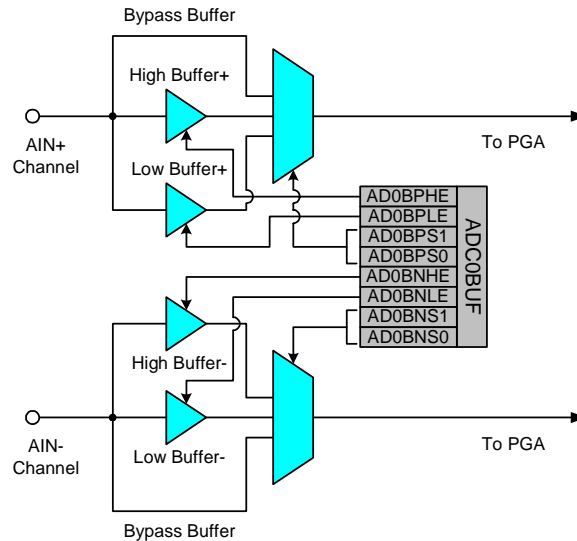 Bypass Buffer
High Buffer+
AIN+
Channel
Low Buffer+
To PGA
AD0BPHE
AD0BPLE
AD0BPS1
AD0BPS0
AD0BNHE
AD0BNLE
AD0BNS1
AD0BNS0
ADC0BUF
High Buffer-
AIN-
Channel
Low Buffer-
To PGA
Bypass Buffer